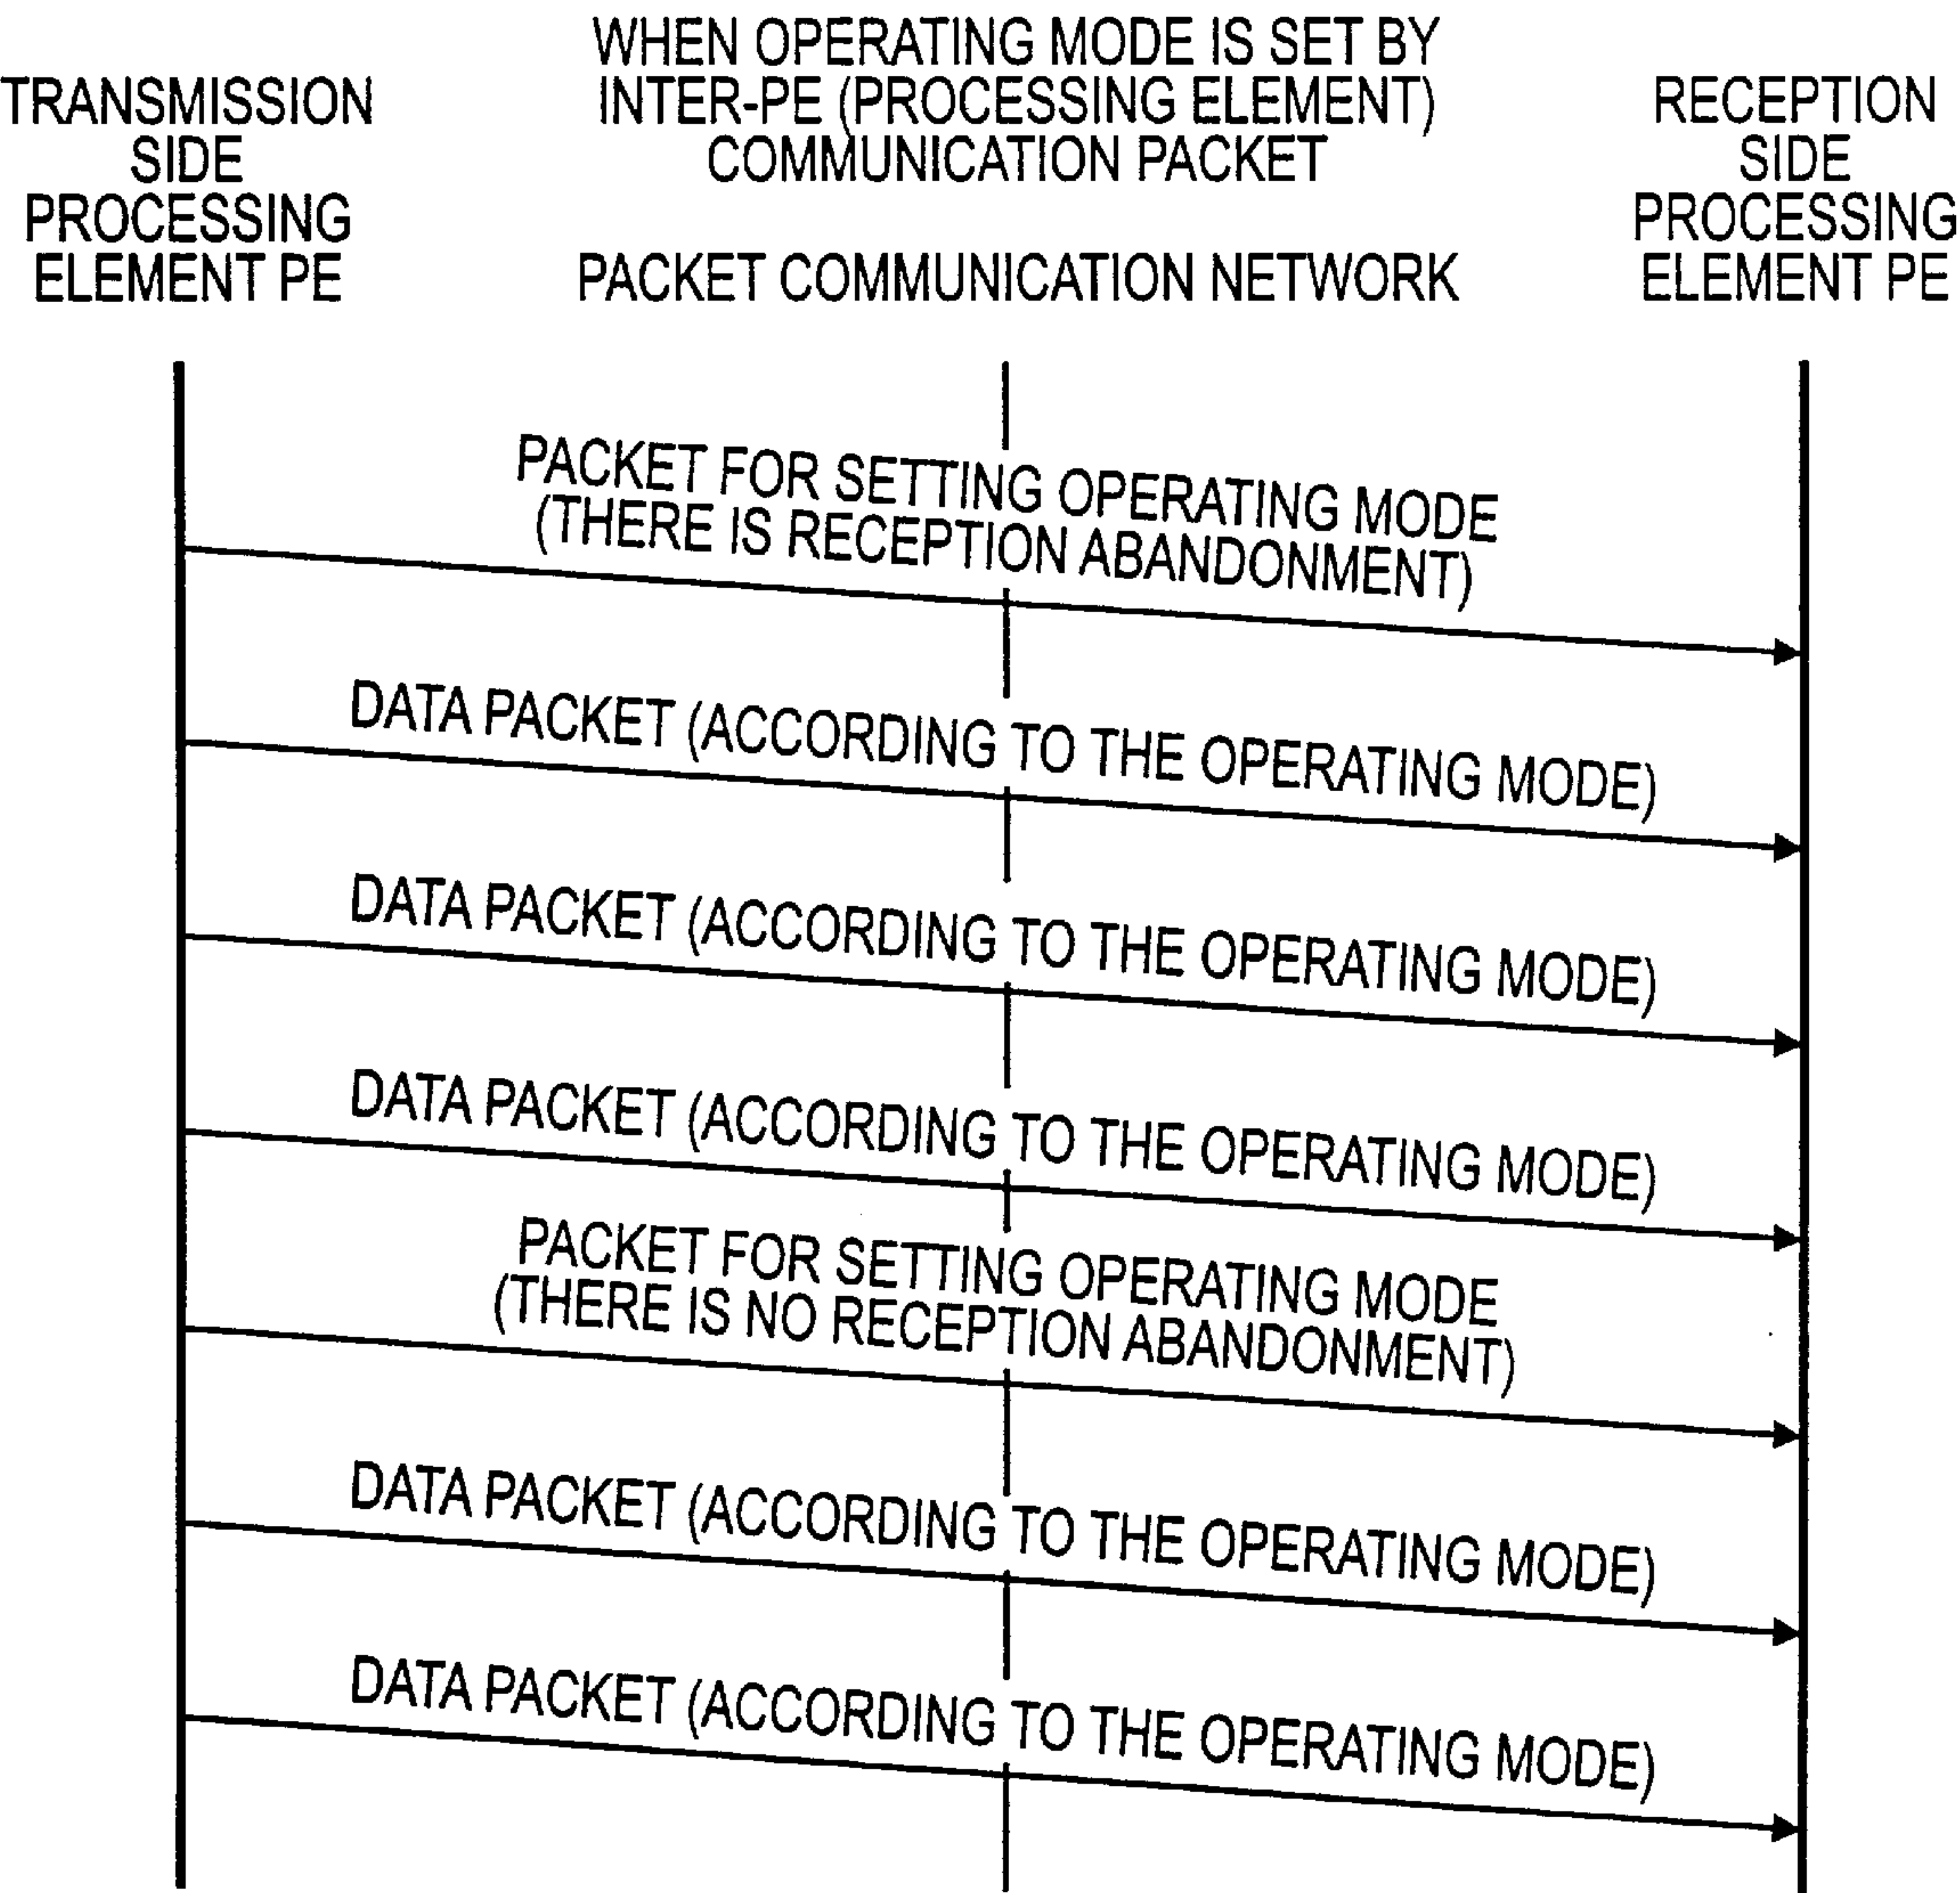 WHEN OPERATING MODE IS SET BY
INTER-PE (PROCESSING ELEMENT)
COMMUNICATION PACKET
TRANSMISSION
SIDE
PROCESSING
ELEMENT PE
PACKET COMMUNICATION NETWORK
RECEPTION
SIDE
PROCESSING
ELEMENT PE
PACKET FOR SETTING OPERATING MODE
(THERE IS RECEPTION ABANDONMENT)
DATA PACKET (ACCORDING TO THE OPERATING MODE)
DATA PACKET (ACCORDING TO THE OPERATING MODE)
DATA PACKET (ACCORDING TO THE OPERATING MODE)
PACKET FOR SETTING OPERATING MODE
(THERE IS NO RECEPTION ABANDONMENT)
DATA PACKET (ACCORDING TO THE OPERATING MODE)
DATA PACKET (ACCORDING TO THE OPERATING MODE)